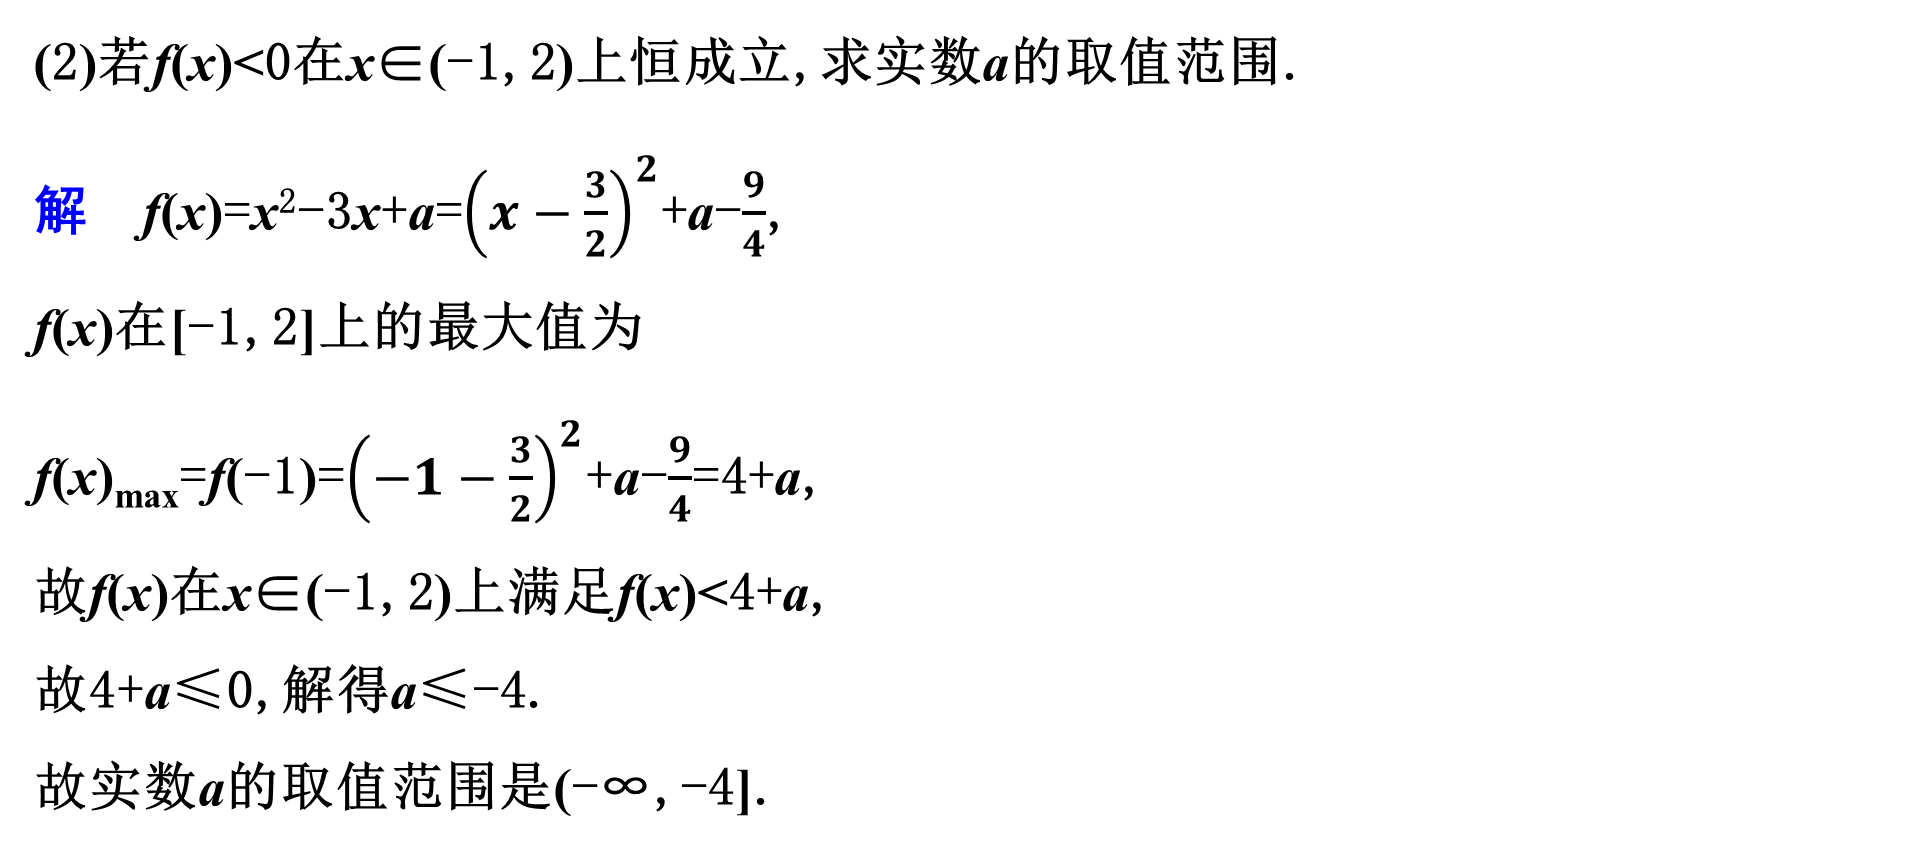 (2)若f(x)<0在x∈(−1, 2)上恒成立, 求实数a的取值范围.
解 f(x)=x²−3x+a=(x − 3/2)²+a−9/4,
f(x)在[−1, 2]上的最大值为
f(x)max=f(−1)=(−1 − 3/2)²+a−9/4=4+a,
故f(x)在x∈(−1, 2)上满足f(x)<4+a,
故4+a≤0, 解得a≤−4.
故实数a的取值范围是(−∞, −4].